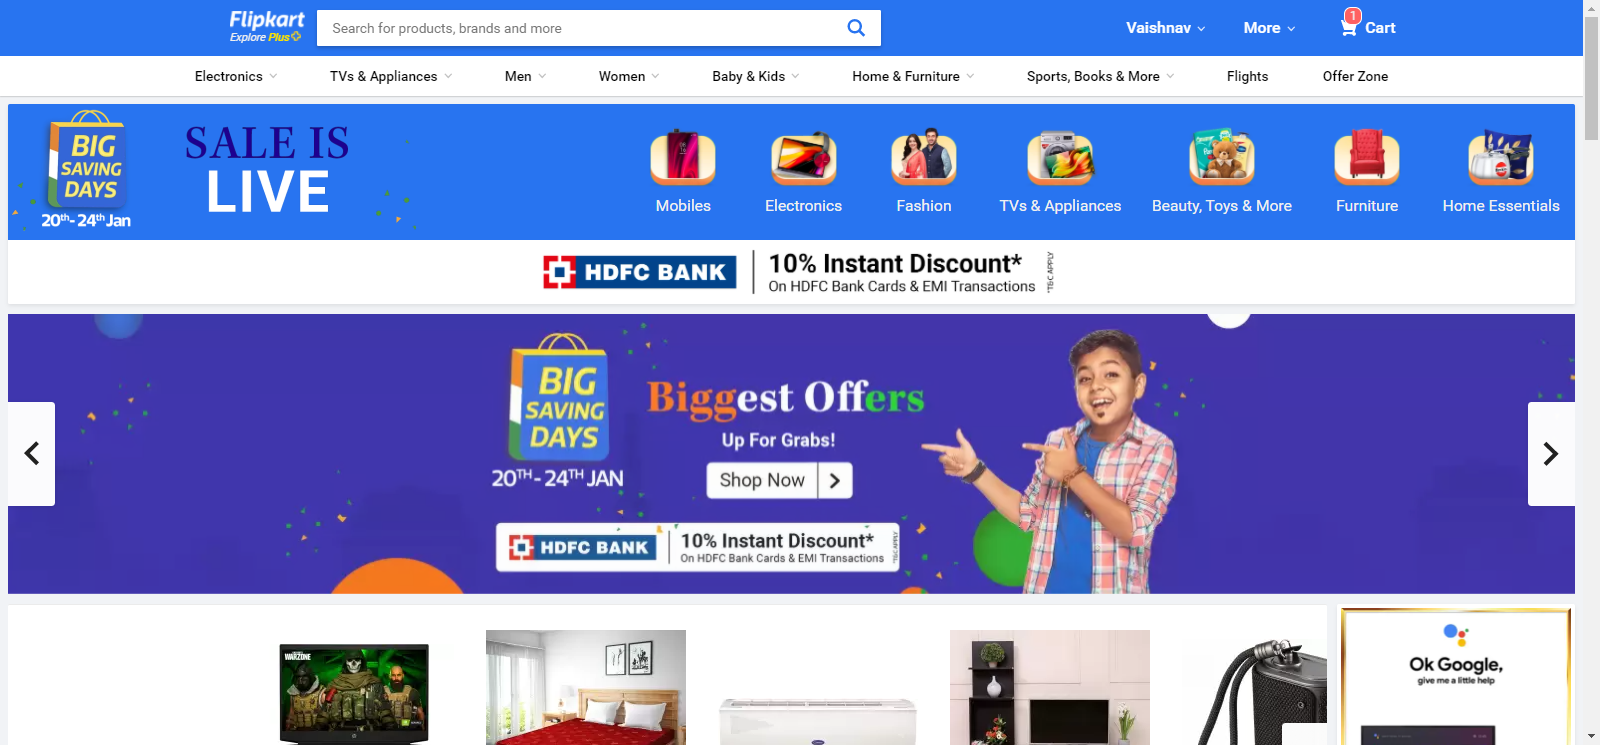 Flipkart
Explore Plus
Search for products, brands and more
Vaishnav
More
1
Cart
Electronics
TVs & Appliances
Men
Women
Baby & Kids
Home & Furniture
Sports, Books & More
Flights
Offer Zone
BIG
SAVING
DAYS
20th - 24th Jan
SALE IS
LIVE
Mobiles
Electronics
Fashion
TVs & Appliances
Beauty, Toys & More
Furniture
Home Essentials
HDFC BANK
10% Instant Discount*
On HDFC Bank Cards & EMI Transactions
*T&C APPLY
BIG
SAVING
DAYS
20TH - 24TH JAN
Biggest Offers
Up For Grabs!
Shop Now
HDFC BANK
10% Instant Discount*
On HDFC Bank Cards & EMI Transactions
*T&C APPLY
WARZONE
Ok Google,
give me a little help